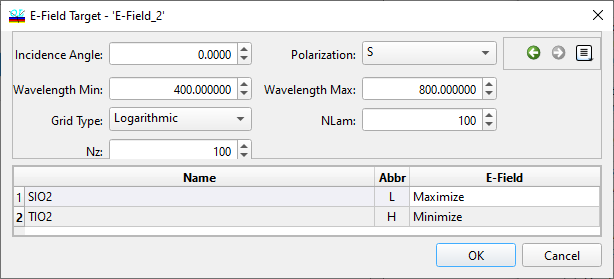 E-Field Target - 'E-Field_2'
Incidence Angle: 0.0000 Polarization: S
Wavelength Min: 400.000000 Wavelength Max: 800.000000
Grid Type: Logarithmic NLam: 100
Nz: 100
Name Abbr E-Field
1 SIO2 L Maximize
2 TIO2 H Minimize
OK Cancel